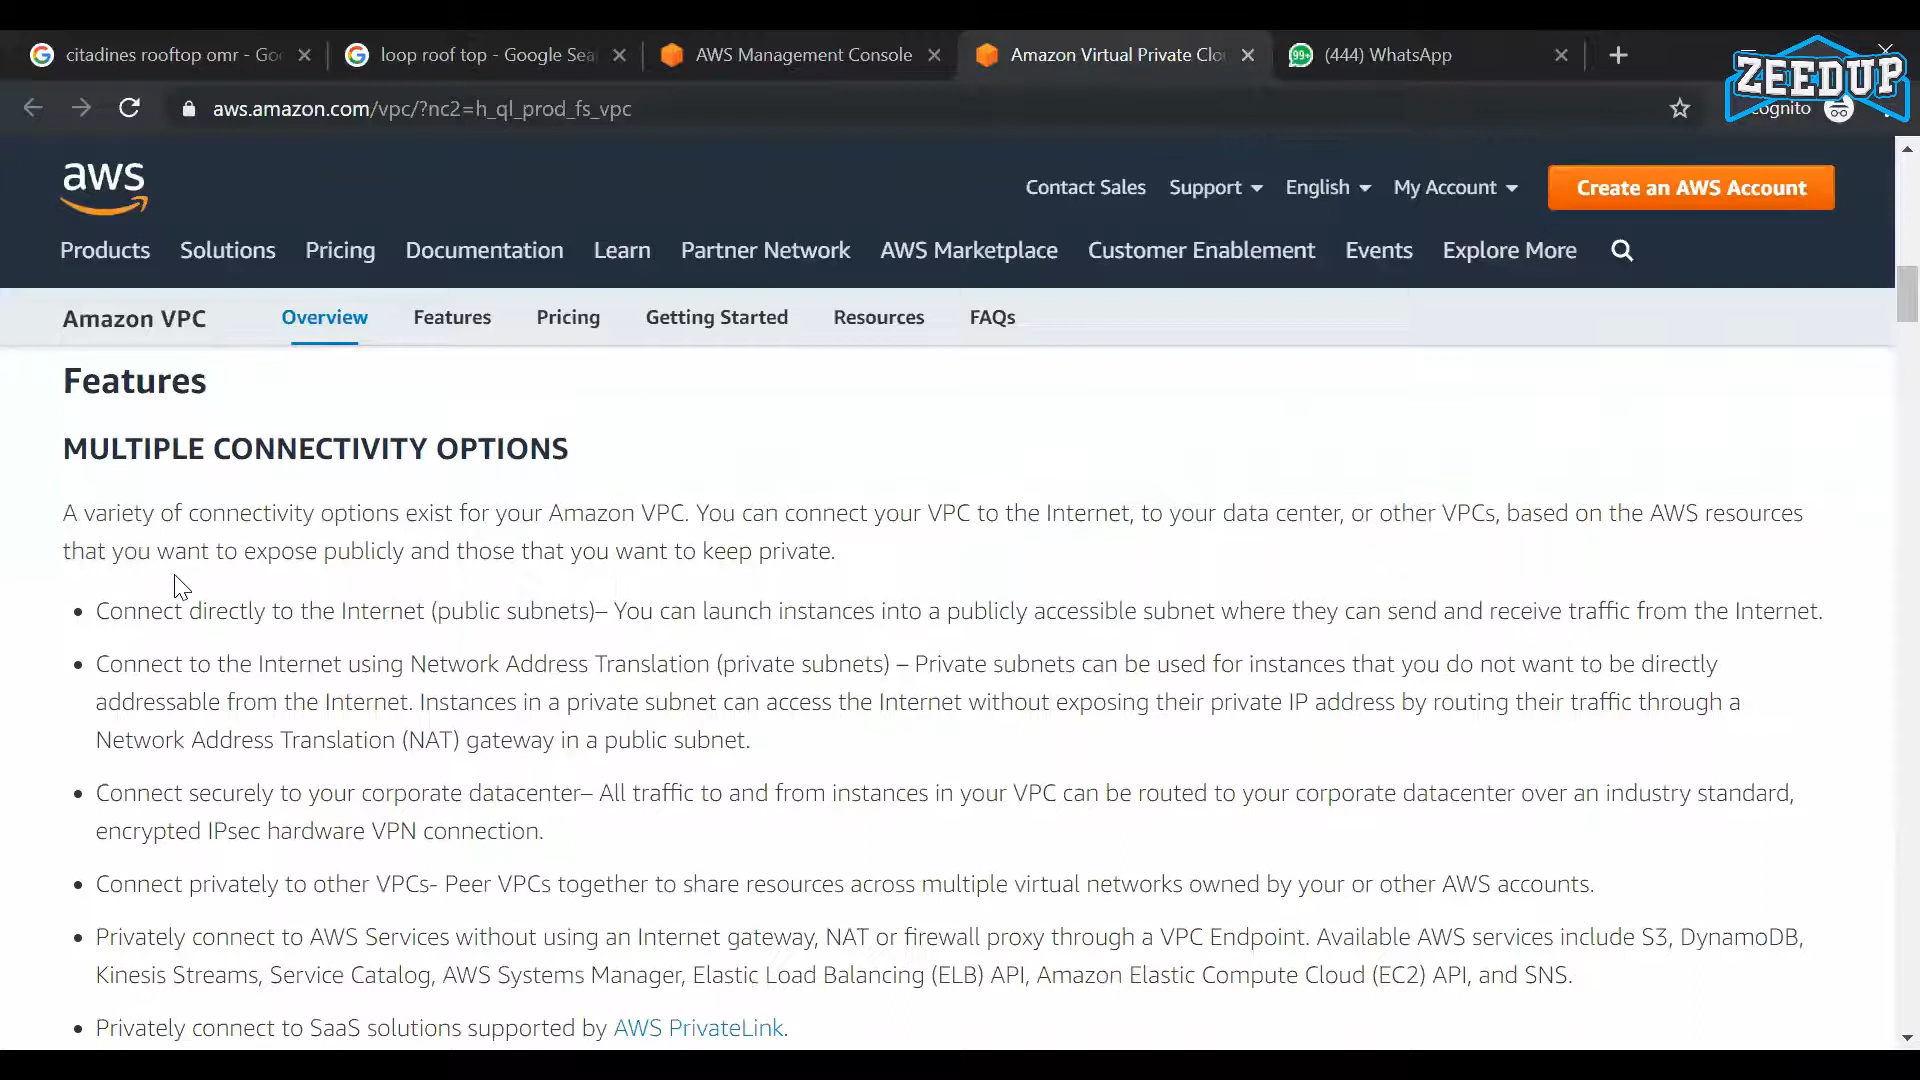 citadines rooftop omr - Goo
loop roof top - Google Sea
AWS Management Console
Amazon Virtual Private Clou
99+
(444) WhatsApp
ZEEDUP
aws.amazon.com/vpc/?nc2=h_ql_prod_fs_vpc
cognito
aws
Contact Sales
Support
English
My Account
Create an AWS Account
Products
Solutions
Pricing
Documentation
Learn
Partner Network
AWS Marketplace
Customer Enablement
Events
Explore More
Amazon VPC
Overview
Features
Pricing
Getting Started
Resources
FAQs
Features
MULTIPLE CONNECTIVITY OPTIONS
A variety of connectivity options exist for your Amazon VPC. You can connect your VPC to the Internet, to your data center, or other VPCs, based on the AWS resources
that you want to expose publicly and those that you want to keep private.
• Connect directly to the Internet (public subnets)– You can launch instances into a publicly accessible subnet where they can send and receive traffic from the Internet.
• Connect to the Internet using Network Address Translation (private subnets) – Private subnets can be used for instances that you do not want to be directly
addressable from the Internet. Instances in a private subnet can access the Internet without exposing their private IP address by routing their traffic through a
Network Address Translation (NAT) gateway in a public subnet.
• Connect securely to your corporate datacenter– All traffic to and from instances in your VPC can be routed to your corporate datacenter over an industry standard,
encrypted IPsec hardware VPN connection.
• Connect privately to other VPCs- Peer VPCs together to share resources across multiple virtual networks owned by your or other AWS accounts.
• Privately connect to AWS Services without using an Internet gateway, NAT or firewall proxy through a VPC Endpoint. Available AWS services include S3, DynamoDB,
Kinesis Streams, Service Catalog, AWS Systems Manager, Elastic Load Balancing (ELB) API, Amazon Elastic Compute Cloud (EC2) API, and SNS.
• Privately connect to SaaS solutions supported by AWS PrivateLink.